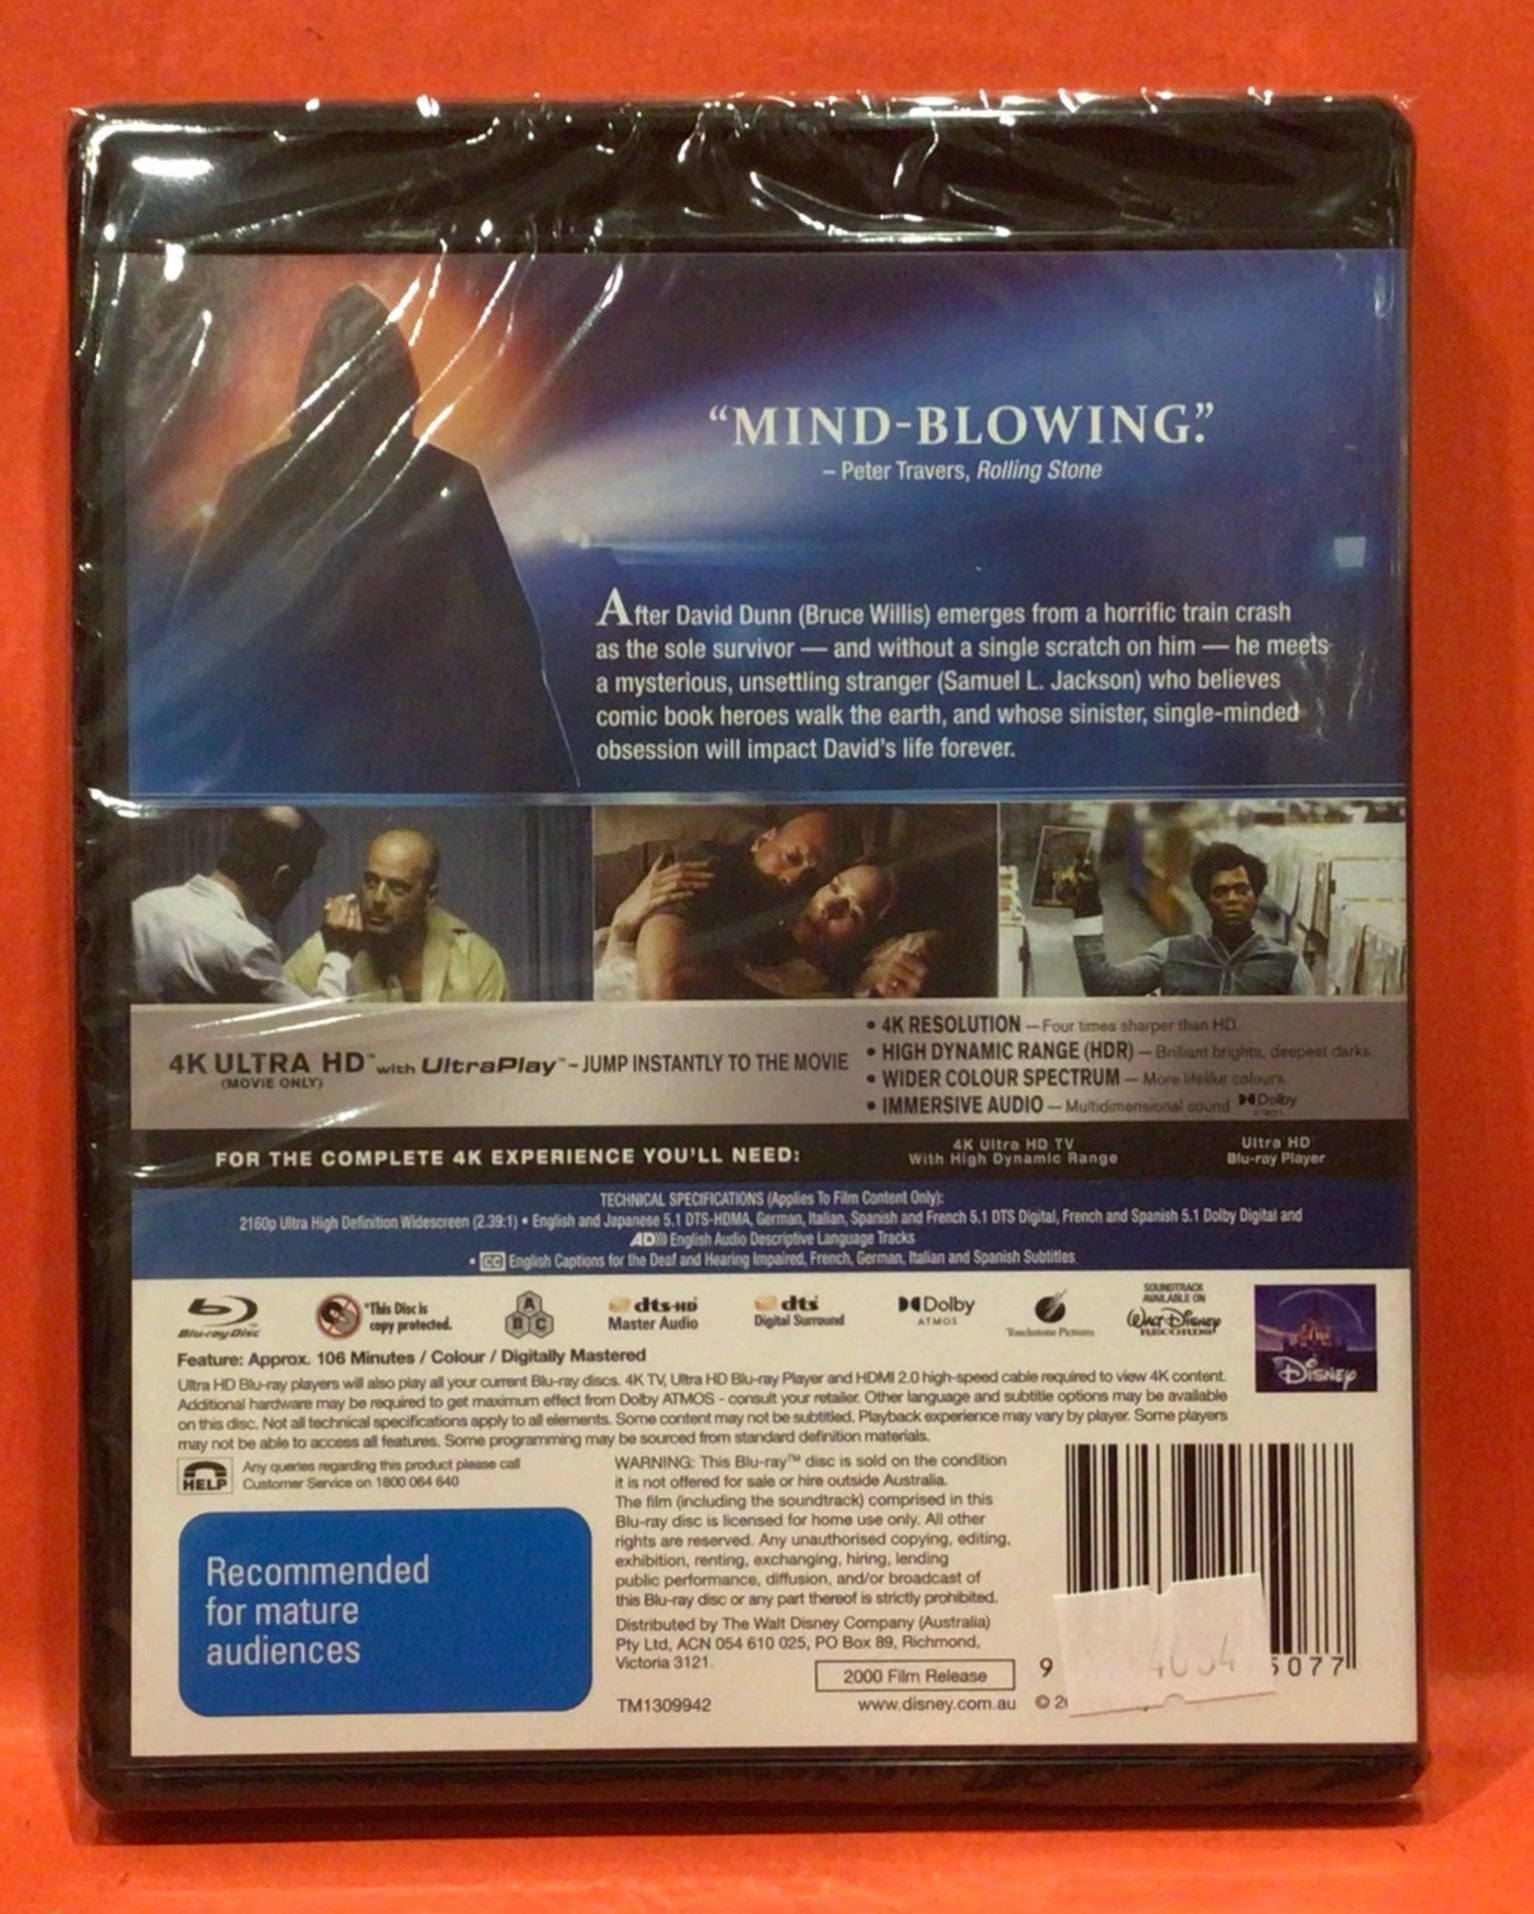 “MIND-BLOWING.”
– Peter Travers, Rolling Stone
After David Dunn (Bruce Willis) emerges from a horrific train crash
as the sole survivor — and without a single scratch on him — he meets
a mysterious, unsettling stranger (Samuel L. Jackson) who believes
comic book heroes walk the earth, and whose sinister, single-minded
obsession will impact David's life forever.
4K ULTRA HD™ with UltraPlay™ – JUMP INSTANTLY TO THE MOVIE
(MOVIE ONLY)
• 4K RESOLUTION – Four times sharper than HD.
• HIGH DYNAMIC RANGE (HDR) – Brilliant brights, deepest darks.
• WIDER COLOUR SPECTRUM – More lifelike colours.
• IMMERSIVE AUDIO – Multidimensional sound Dolby
ATMOS
FOR THE COMPLETE 4K EXPERIENCE YOU'LL NEED:
4K Ultra HD TV
With High Dynamic Range
Ultra HD
Blu-ray Player
TECHNICAL SPECIFICATIONS (Applies To Film Content Only):
2160p Ultra High Definition Widescreen (2.39:1) • English and Japanese 5.1 DTS-HDMA, German, Italian, Spanish and French 5.1 DTS Digital, French and Spanish 5.1 Dolby Digital and
AD))) English Audio Descriptive Language Tracks
• CC English Captions for the Deaf and Hearing Impaired, French, German, Italian and Spanish Subtitles
Blu-ray Disc
*This Disc is
copy protected.
A
B C
dts-HD
Master Audio
dts
Digital Surround
Dolby
ATMOS
Touchstone Pictures
SOUNDTRACK
AVAILABLE ON
Walt Disney
RECORDS
Disney
Feature: Approx. 106 Minutes / Colour / Digitally Mastered
Ultra HD Blu-ray players will also play all your current Blu-ray discs. 4K TV, Ultra HD Blu-ray Player and HDMI 2.0 high-speed cable required to view 4K content.
Additional hardware may be required to get maximum effect from Dolby ATMOS - consult your retailer. Other language and subtitle options may be available
on this disc. Not all technical specifications apply to all elements. Some content may not be subtitled. Playback experience may vary by player. Some players
may not be able to access all features. Some programming may be sourced from standard definition materials.
HELP
Any queries regarding this product please call
Customer Service on 1800 064 640
Recommended
for mature
audiences
WARNING: This Blu-ray™ disc is sold on the condition
it is not offered for sale or hire outside Australia.
The film (including the soundtrack) comprised in this
Blu-ray disc is licensed for home use only. All other
rights are reserved. Any unauthorised copying, editing,
exhibition, renting, exchanging, hiring, lending
public performance, diffusion, and/or broadcast of
this Blu-ray disc or any part thereof is strictly prohibited.
Distributed by The Walt Disney Company (Australia)
Pty Ltd, ACN 054 610 025, PO Box 89, Richmond,
Victoria 3121.
2000 Film Release
TM1309942
www.disney.com.au
9
5077
© 2